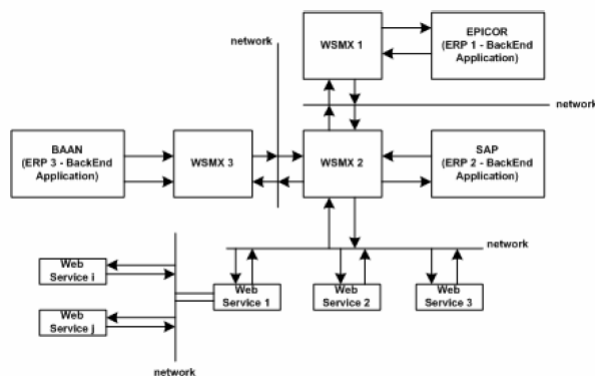 EPICOR
(ERP 1 - BackEnd
Application)
WSMX 1
network
network
BAAN
(ERP 3 - BackEnd
Application)
WSMX 3
WSMX 2
SAP
(ERP 2 - BackEnd
Application)
network
Web
Service i
Web
Service 1
Web
Service 2
Web
Service 3
Web
Service j
network